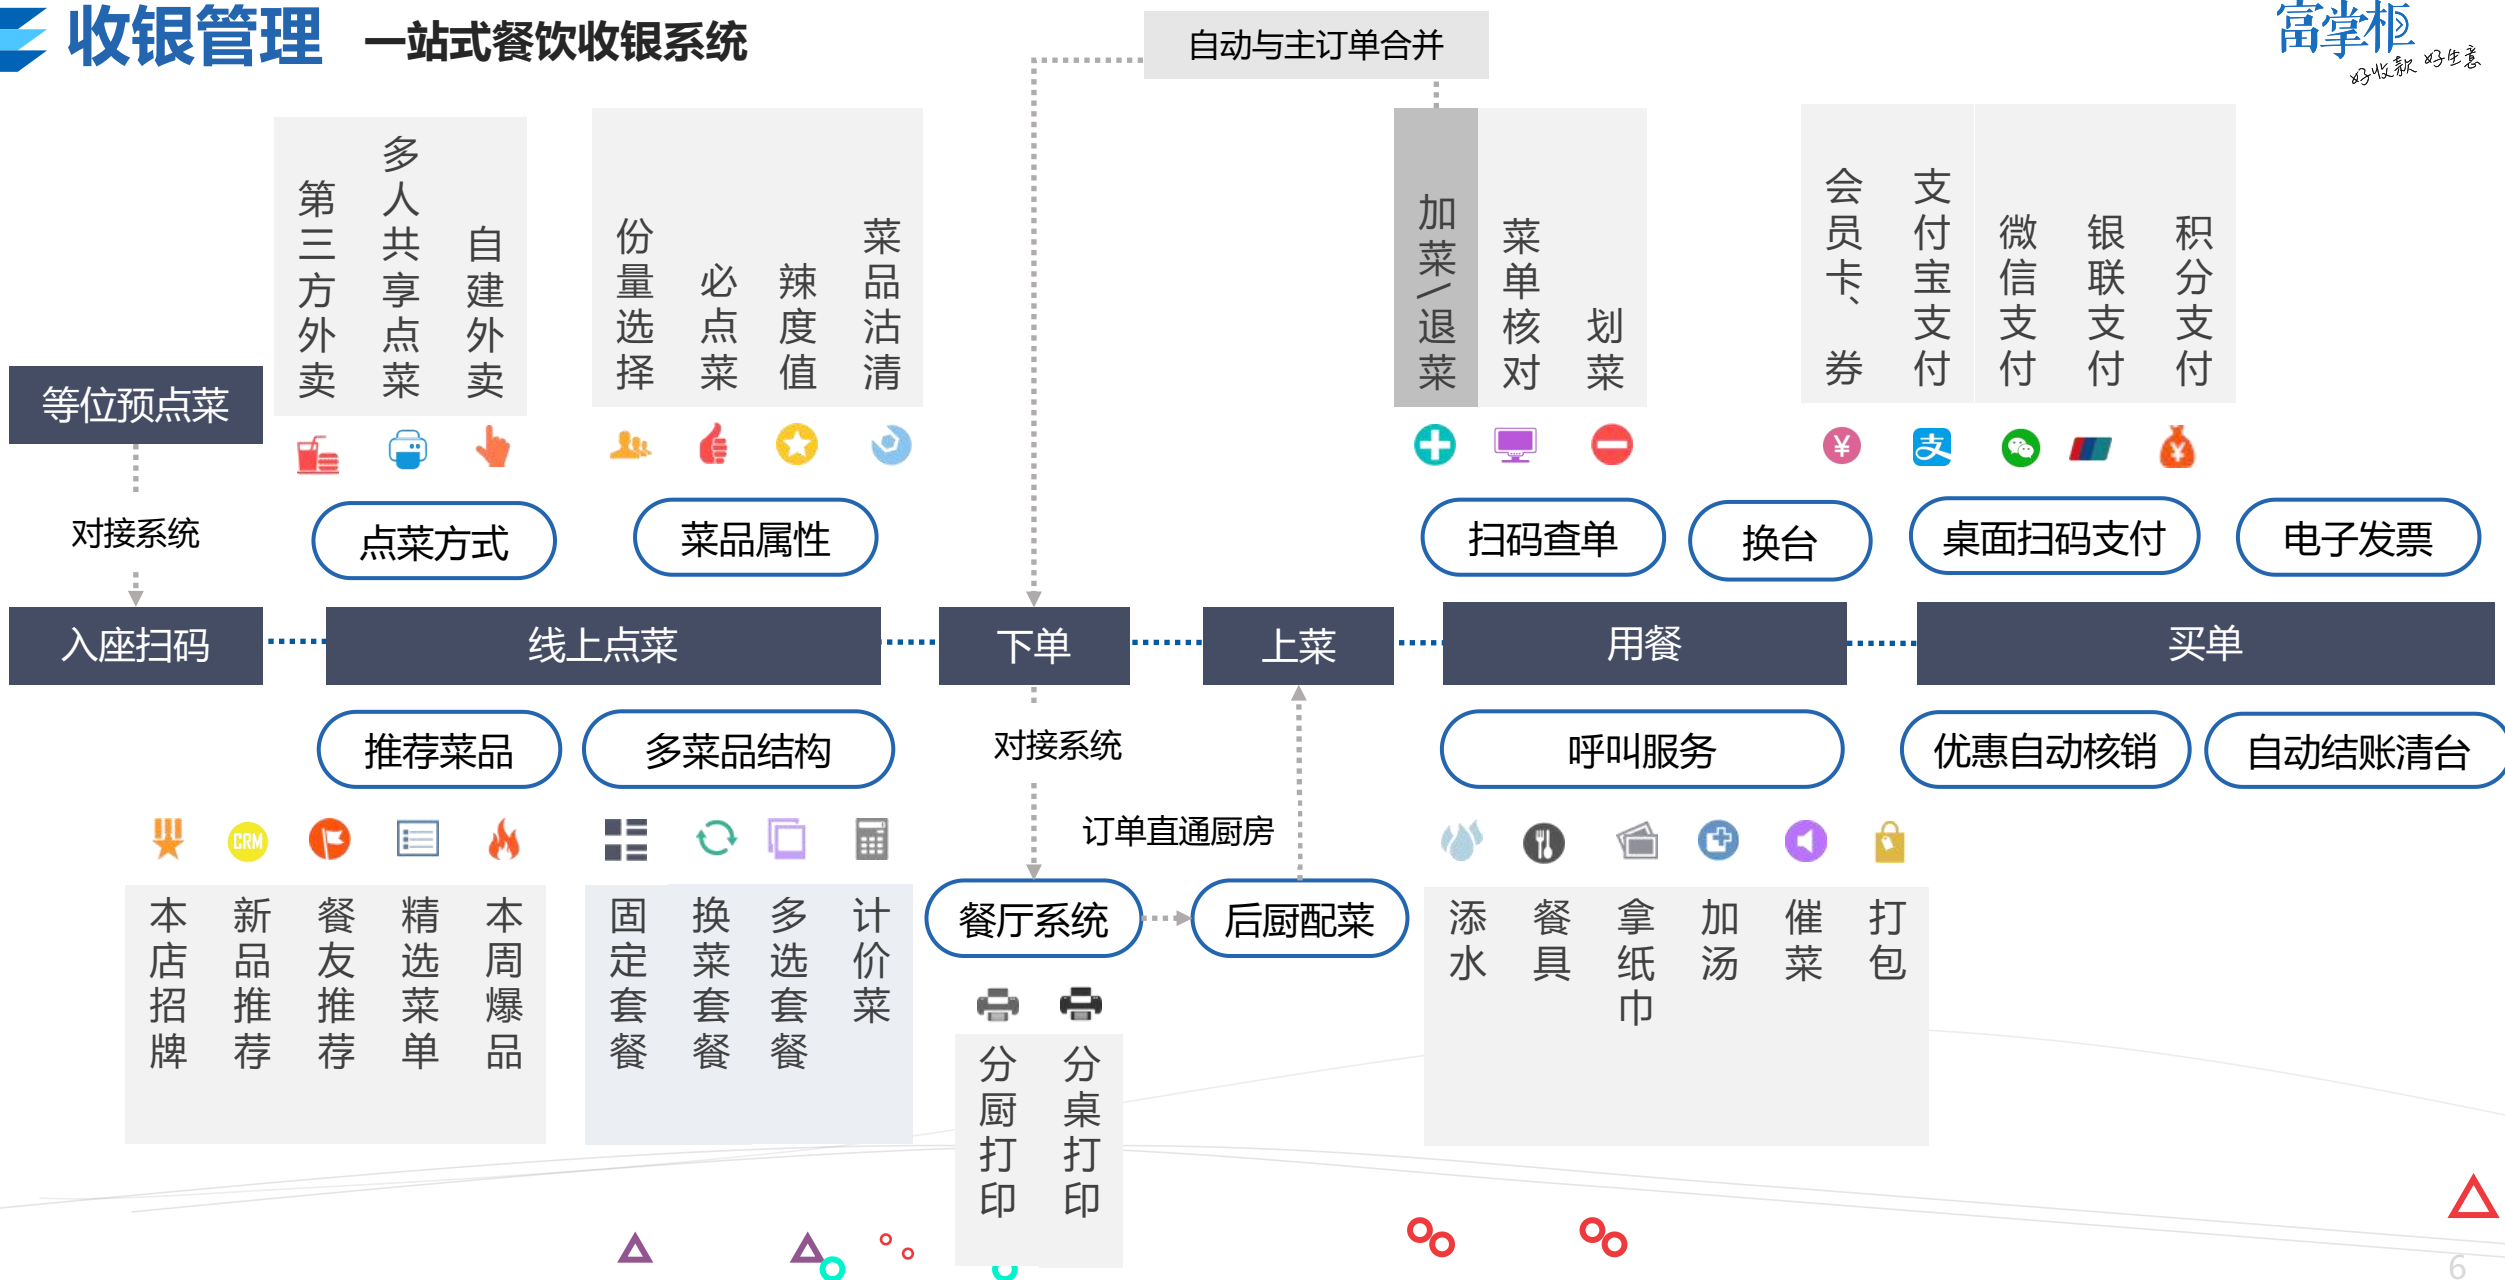 收银管理
一站式餐饮收银系统
自动与主订单合并
富掌柜
好收款 好生意
第三方外卖
多人共享点菜
自建外卖
份量选择
必点菜
辣度值
菜品沽清
加菜/退菜
菜单核对
划菜
会员卡、券
支付宝支付
微信支付
银联支付
积分支付
等位预点菜
支
对接系统
点菜方式
菜品属性
扫码查单
换台
桌面扫码支付
电子发票
入座扫码
线上点菜
下单
上菜
用餐
买单
推荐菜品
多菜品结构
对接系统
呼叫服务
优惠自动核销
自动结账清台
订单直通厨房
CRM
本店招牌
新品推荐
餐友推荐
精选菜单
本周爆品
固定套餐
换菜套餐
多选套餐
计价菜
餐厅系统
后厨配菜
添水
餐具
拿纸巾
加汤
催菜
打包
分厨打印
分桌打印
6